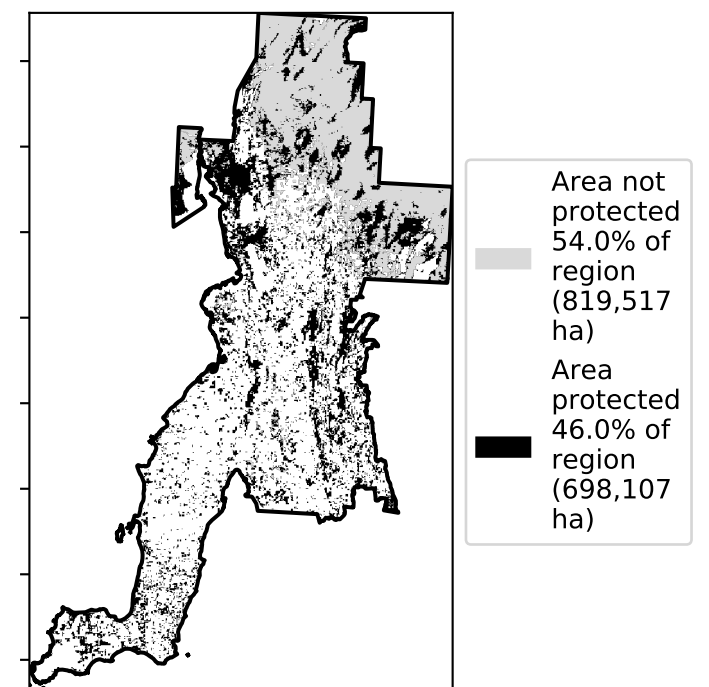 Area not
protected
54.0% of
region
(819,517
ha)
Area
protected
46.0% of
region
(698,107
ha)